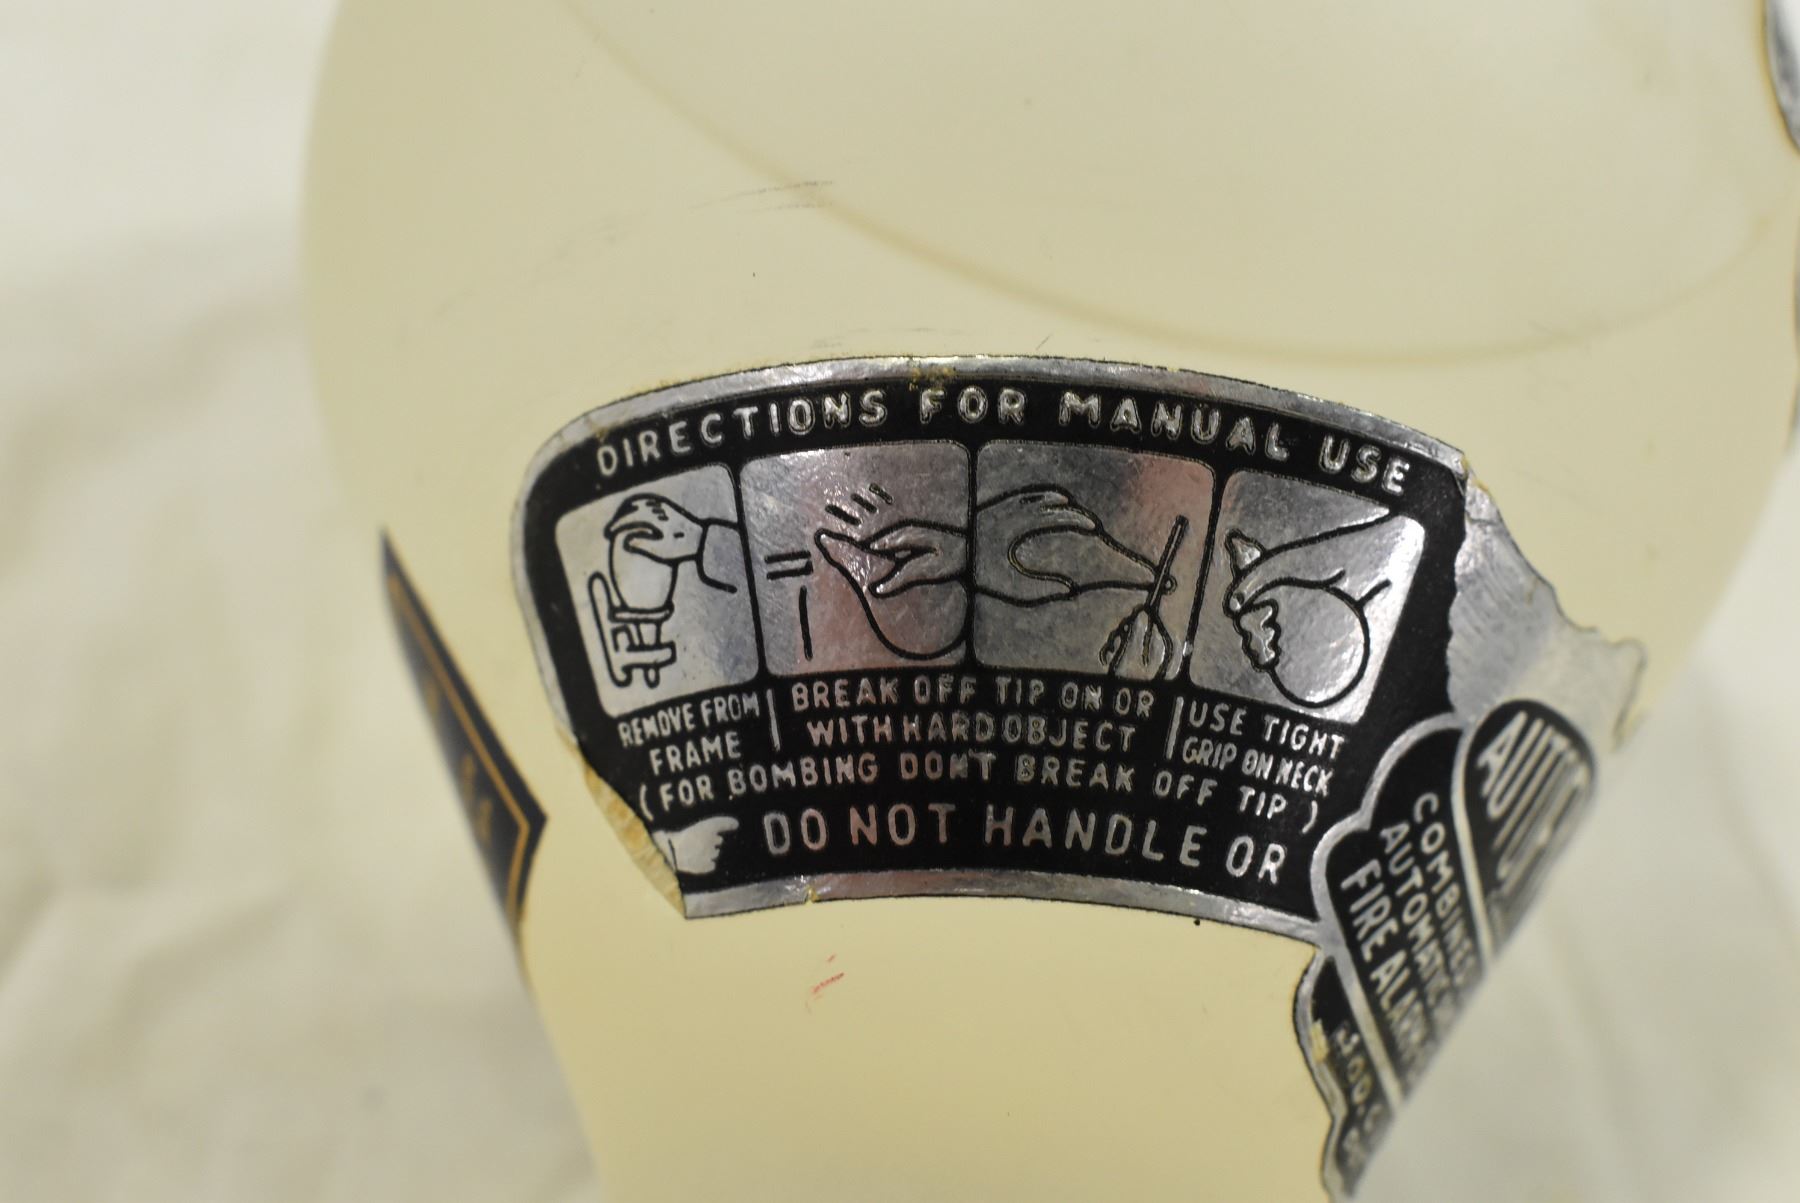 DIRECTIONS FOR MANUAL USE
REMOVE FROM
FRAME
BREAK OFF TIP ON OR
WITH HARD OBJECT
USE TIGHT
GRIP ON NECK
( FOR BOMBING DON'T BREAK OFF TIP )
DO NOT HANDLE OR
COMBINES
AUTOMATIC
FIRE ALARM